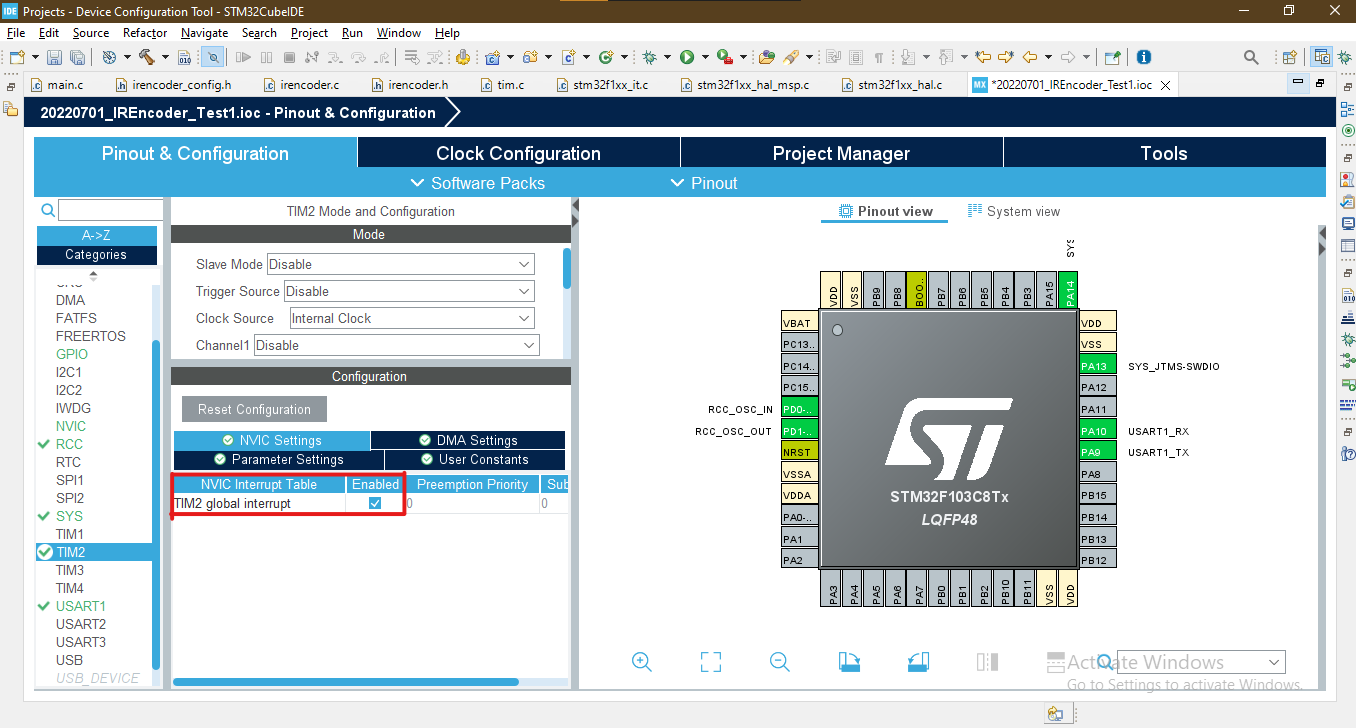 IDE Projects - Device Configuration Tool - STM32CubeIDE
File Edit Source Refactor Navigate Search Project Run Window Help
main.c irencoder_config.h irencoder.c irencoder.h tim.c stm32f1xx_it.c stm32f1xx_hal_msp.c stm32f1xx_hal.c MX *20220701_IREncoder_Test1.ioc
20220701_IREncoder_Test1.ioc - Pinout & Configuration
Pinout & Configuration Clock Configuration Project Manager Tools
Software Packs Pinout
A->Z
Categories
DMA
FATFS
FREERTOS
GPIO
I2C1
I2C2
IWDG
NVIC
RCC
RTC
SPI1
SPI2
SYS
TIM1
TIM2
TIM3
TIM4
USART1
USART2
USART3
USB
USB_DEVICE
TIM2 Mode and Configuration
Mode
Slave Mode Disable
Trigger Source Disable
Clock Source Internal Clock
Channel1 Disable
Configuration
Reset Configuration
NVIC Settings DMA Settings
Parameter Settings User Constants
NVIC Interrupt Table Enabled Preemption Priority Sub
TIM2 global interrupt 0 0
Pinout view System view
SYS
VDD VSS PB9 PB8 BOO.. PB7 PB6 PB5 PB4 PB3 PA15 PA14
VBAT
PC13..
PC14..
PC15..
RCC_OSC_IN PD0-..
RCC_OSC_OUT PD1-..
NRST
VSSA
VDDA
PA0-..
PA1
PA2
STM32F103C8Tx
LQFP48
VDD
VSS
PA13 SYS_JTMS-SWDIO
PA12
PA11
PA10 USART1_RX
PA9 USART1_TX
PA8
PB15
PB14
PB13
PB12
PA3 PA4 PA5 PA6 PA7 PB0 PB1 PB2 PB10 PB11 VSS VDD
Activate Windows
Go to Settings to activate Windows.